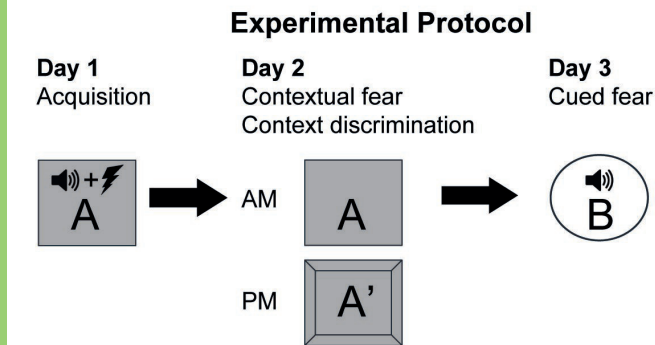 Experimental Protocol
Day 1
Acquisition
Day 2
Contextual fear
Context discrimination
Day 3
Cued fear
+
A
AM
A
B
PM
A’